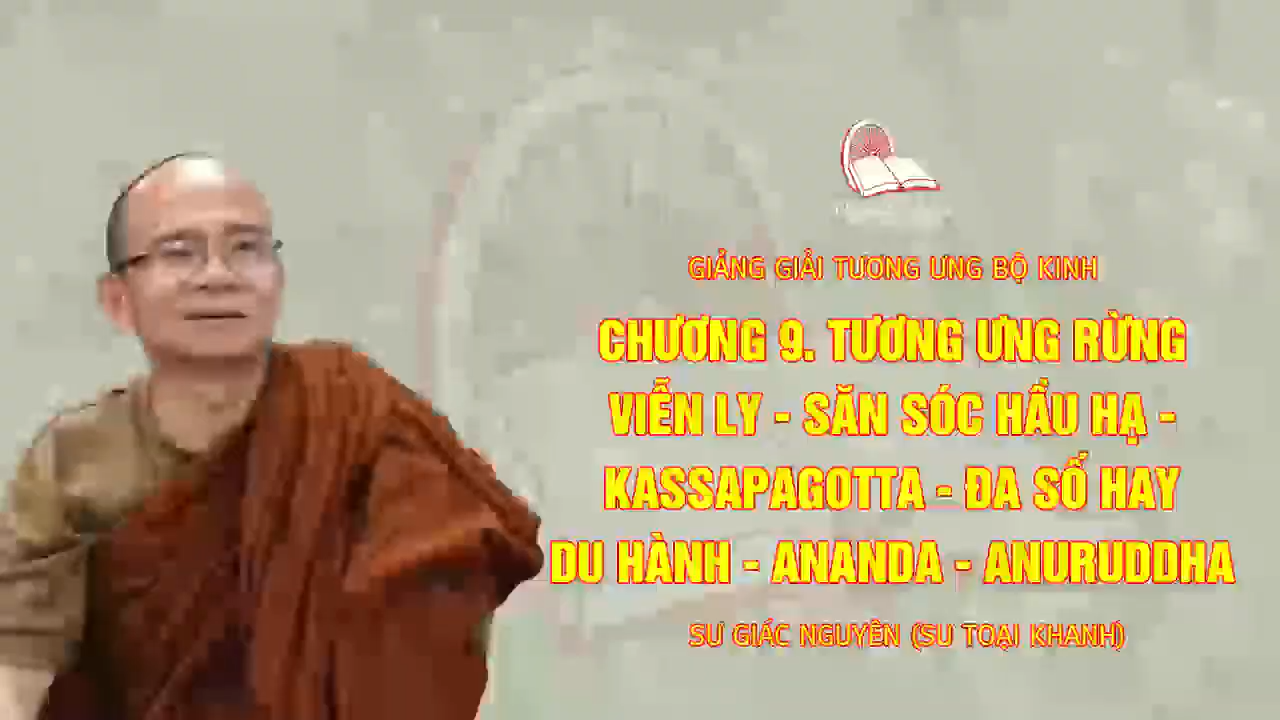 GIẢNG GIẢI TƯƠNG ƯNG BỘ KINH
CHƯƠNG 9. TƯƠNG ƯNG RỪNG
VIỄN LY - SĂN SÓC HẦU HẠ -
KASSAPAGOTTA - ĐA SỐ HAY
DU HÀNH - ANANDA - ANURUDDHA
SƯ GIÁC NGUYÊN (SƯ TOẠI KHANH)